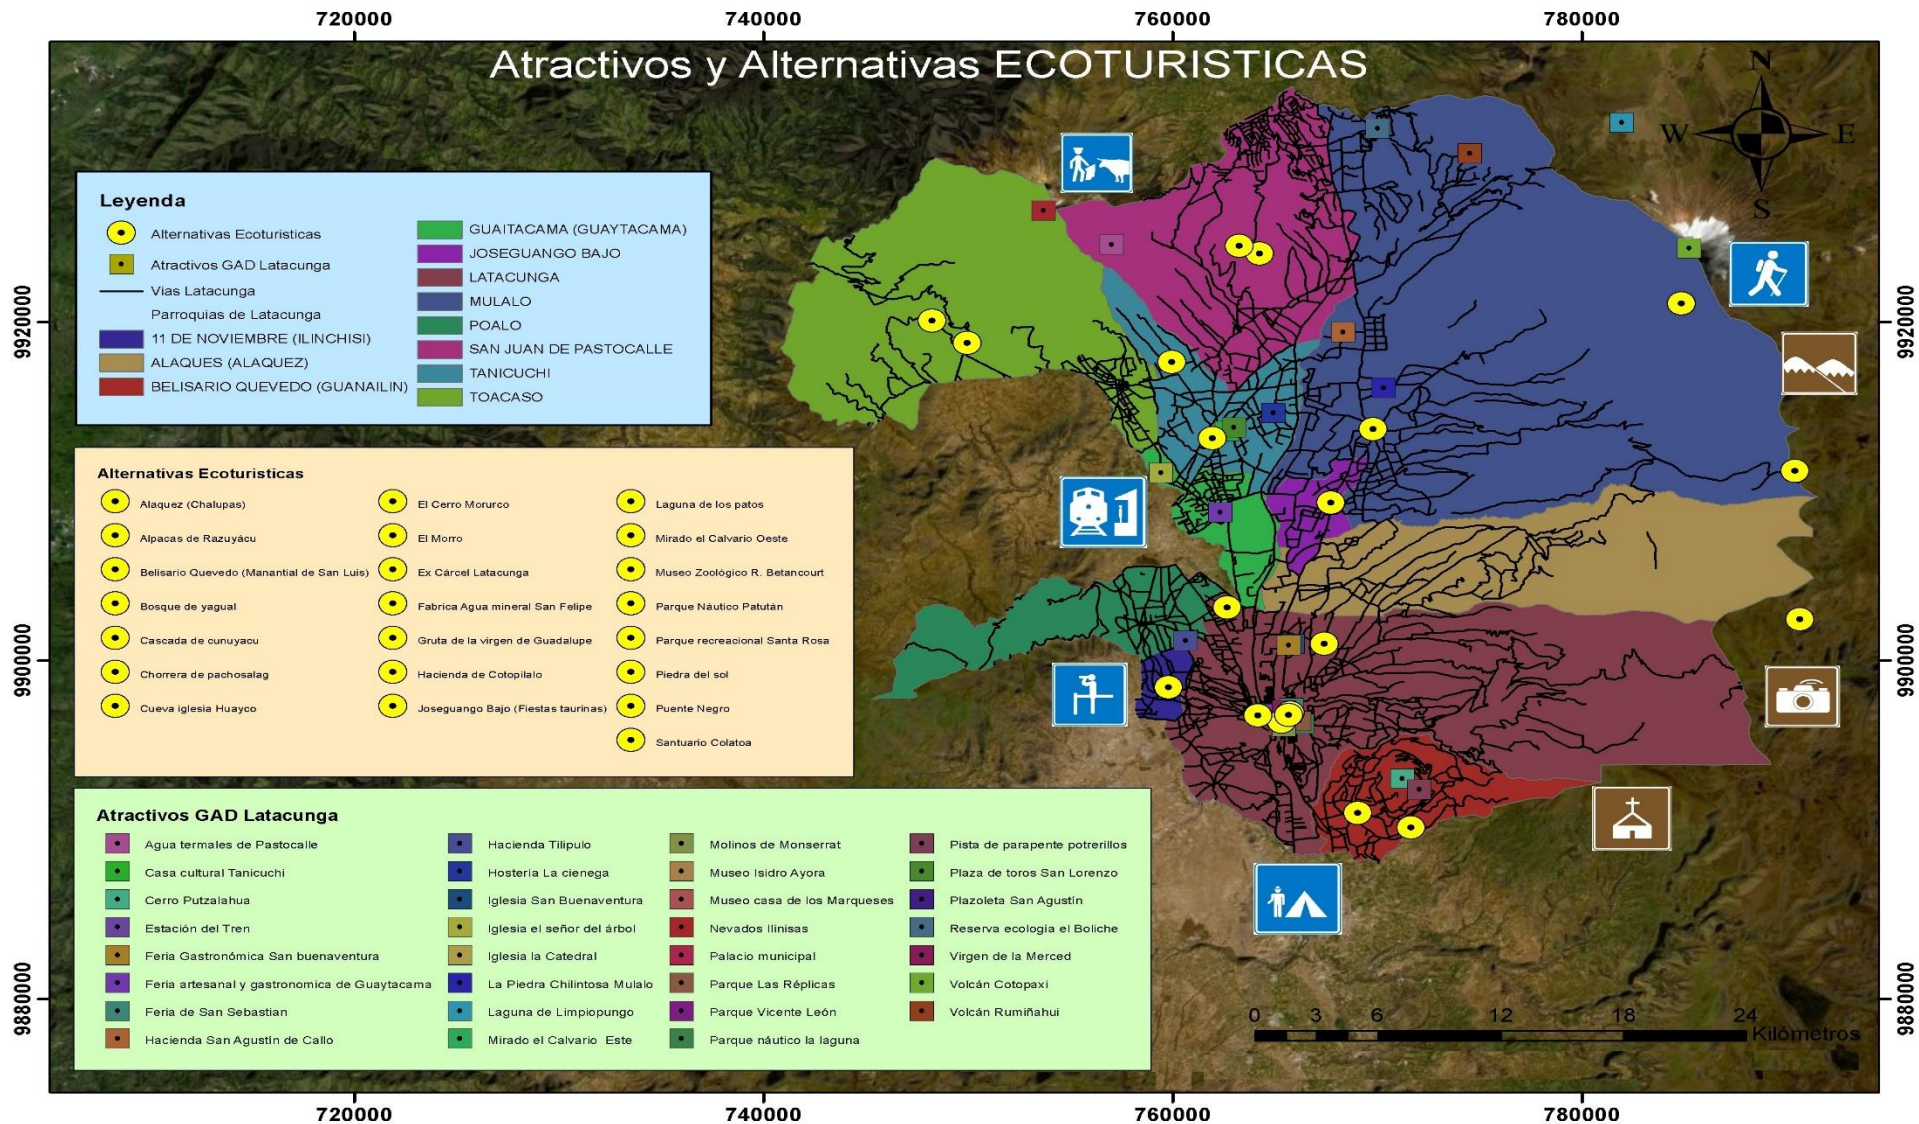 720000 740000 760000 780000
Atractivos y Alternativas ECOTURISTICAS
N
W E
S
Leyenda
Alternativas Ecoturisticas
Atractivos GAD Latacunga
Vias Latacunga
Parroquias de Latacunga
11 DE NOVIEMBRE (ILINCHISI)
ALAQUES (ALAQUEZ)
BELISARIO QUEVEDO (GUANAILIN)
GUAITACAMA (GUAYTACAMA)
JOSEGUANGO BAJO
LATACUNGA
MULALO
POALO
SAN JUAN DE PASTOCALLE
TANICUCHI
TOACASO
9920000 9920000
Alternativas Ecoturisticas
Alaquez (Chalupas)
Alpacas de Razuyácu
Belisario Quevedo (Manantial de San Luis)
Bosque de yagual
Cascada de cunuyacu
Chorrera de pachosalag
Cueva iglesia Huayco
El Cerro Morurco
El Morro
Ex Cárcel Latacunga
Fabrica Agua mineral San Felipe
Gruta de la virgen de Guadalupe
Hacienda de Cotopilalo
Joseguango Bajo (Fiestas taurinas)
Laguna de los patos
Mirado el Calvario Oeste
Museo Zoológico R. Betancourt
Parque Náutico Patután
Parque recreacional Santa Rosa
Piedra del sol
Puente Negro
Santuario Colatoa
9900000 9900000
Atractivos GAD Latacunga
Agua termales de Pastocalle
Casa cultural Tanicuchi
Cerro Putzalahua
Estación del Tren
Feria Gastronómica San buenaventura
Feria artesanal y gastronomica de Guaytacama
Feria de San Sebastian
Hacienda San Agustín de Callo
Hacienda Tilipulo
Hosteria La cienega
Iglesia San Buenaventura
Iglesia el señor del árbol
Iglesia la Catedral
La Piedra Chilintosa Mulalo
Laguna de Limpiopungo
Mirado el Calvario Este
Molinos de Monserrat
Museo Isidro Ayora
Museo casa de los Marqueses
Nevados Ilinisas
Palacio municipal
Parque Las Réplicas
Parque Vicente León
Parque náutico la laguna
Pista de parapente potrerillos
Plaza de toros San Lorenzo
Plazoleta San Agustín
Reserva ecología el Boliche
Virgen de la Merced
Volcán Cotopaxi
Volcán Rumiñahui
9880000 9880000
0 3 6 12 18 24
Kilómetros
720000 740000 760000 780000